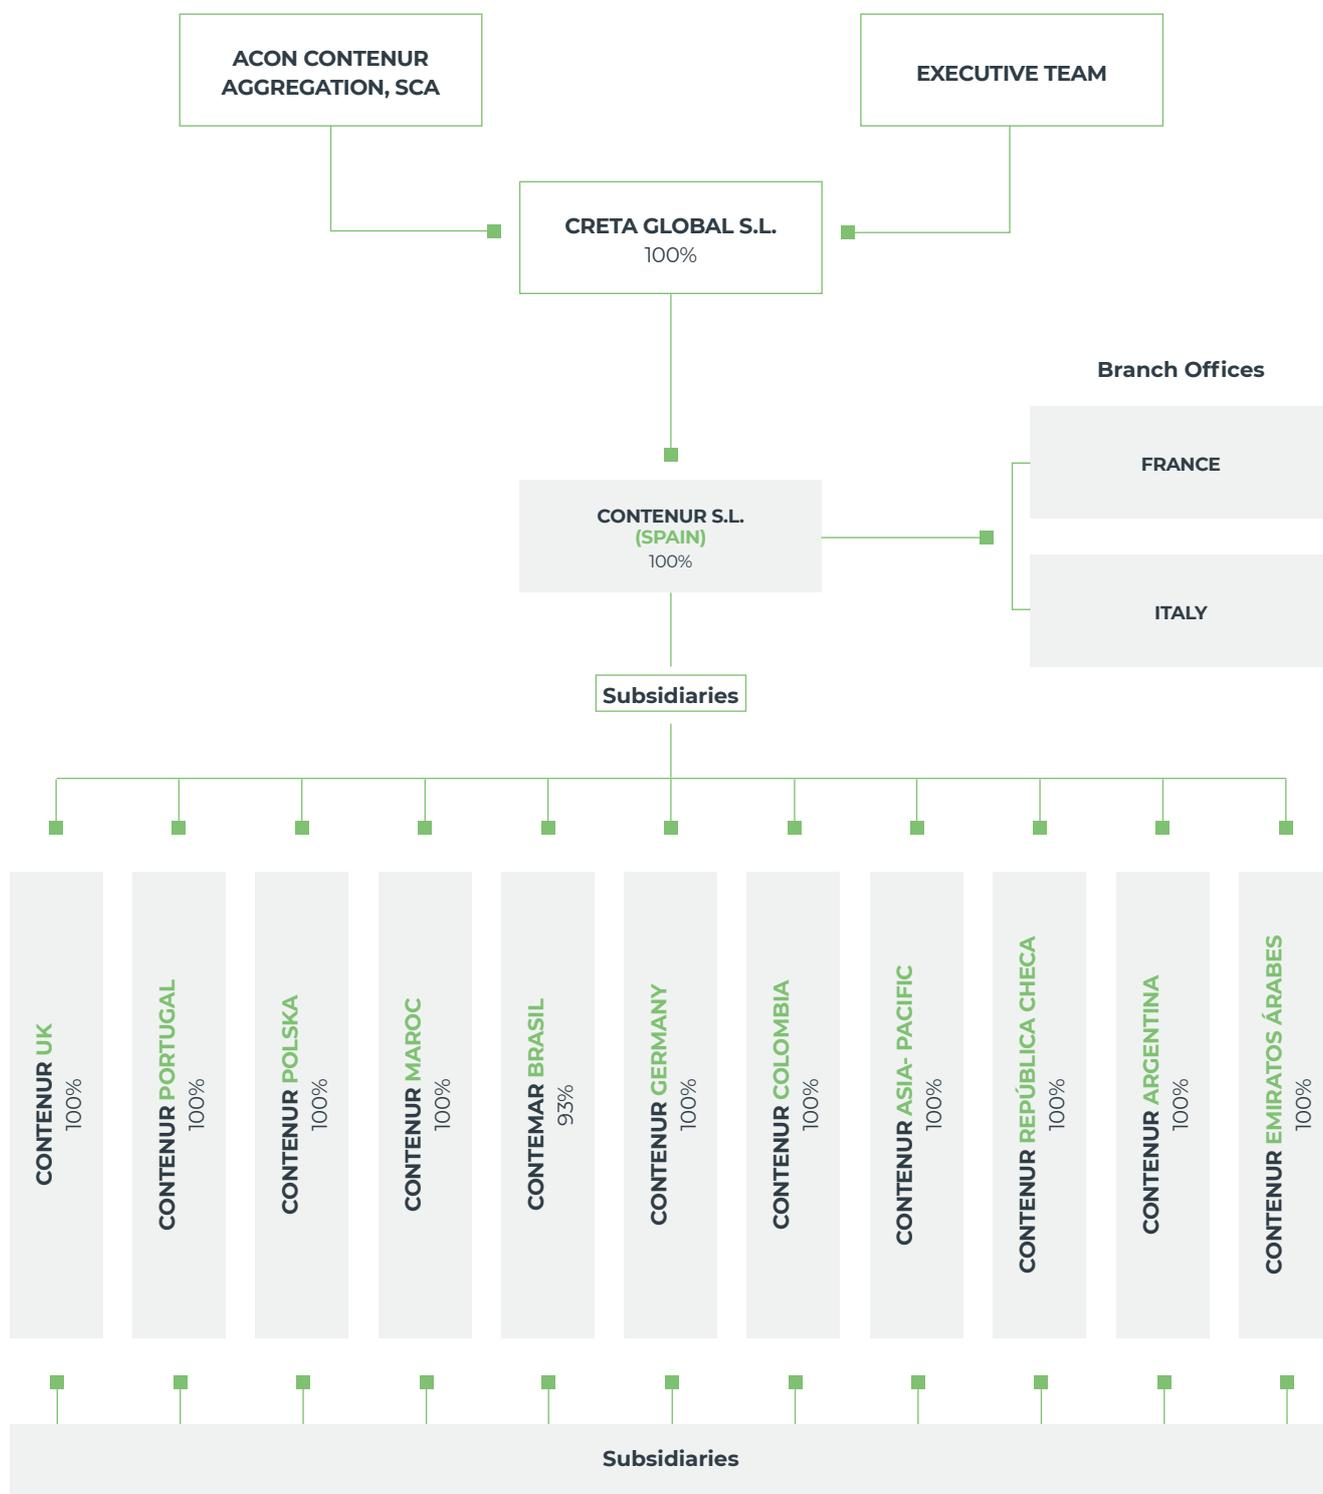 ACON CONTENUR
AGGREGATION, SCA
EXECUTIVE TEAM
CRETA GLOBAL S.L.
100%
Branch Offices
FRANCE
CONTENUR S.L.
(SPAIN)
100%
ITALY
Subsidiaries
CONTENUR UK
100%
CONTENUR PORTUGAL
100%
CONTENUR POLSKA
100%
CONTENUR MAROC
100%
CONTEMAR BRASIL
93%
CONTENUR GERMANY
100%
CONTENUR COLOMBIA
100%
CONTENUR ASIA- PACIFIC
100%
CONTENUR REPÚBLICA CHECA
100%
CONTENUR ARGENTINA
100%
CONTENUR EMIRATOS ÁRABES
100%
Subsidiaries